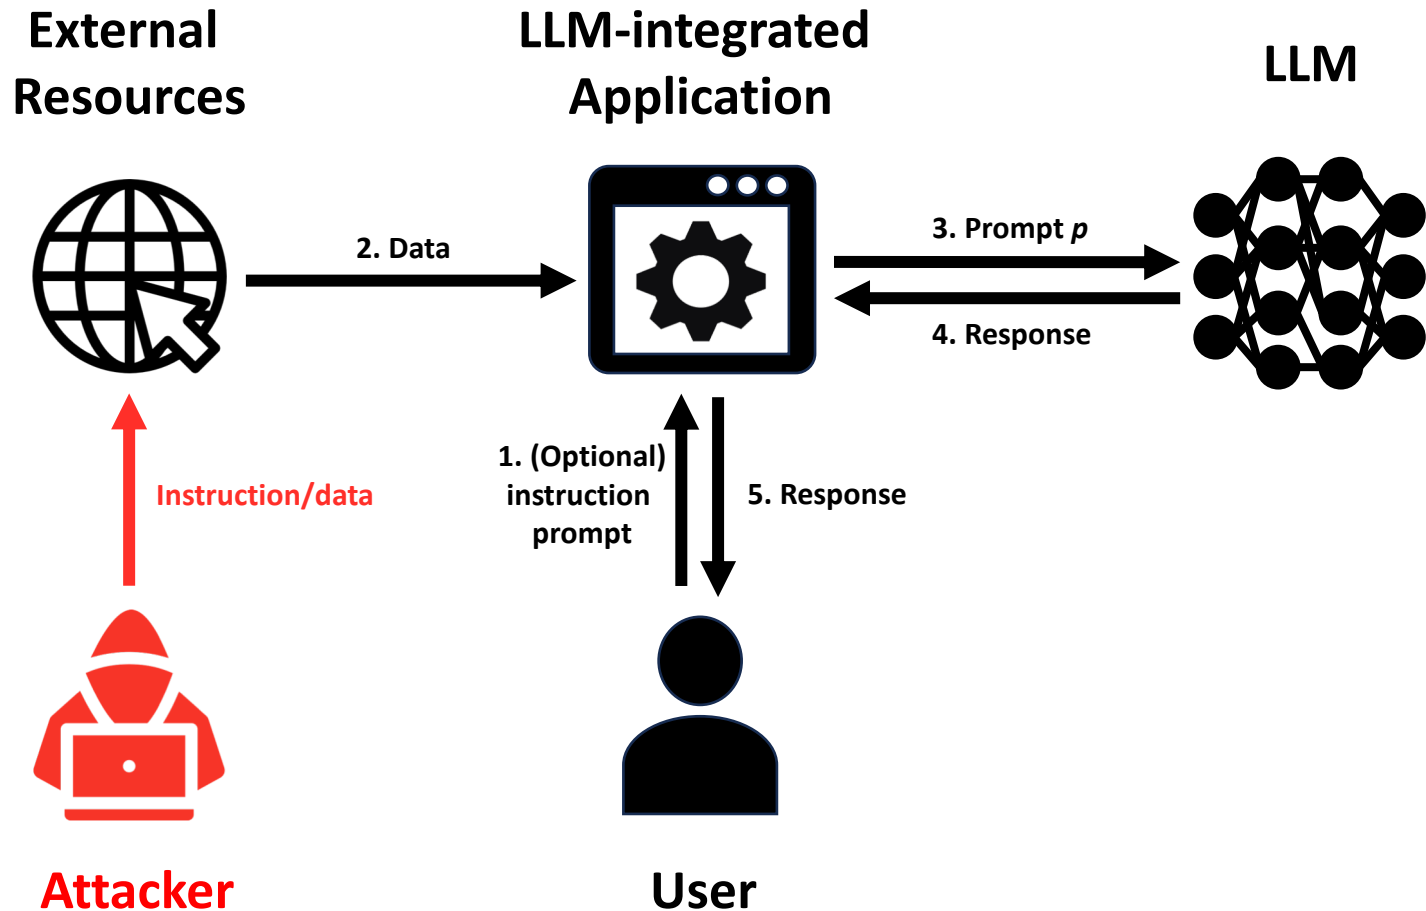 External
Resources
LLM-integrated
Application
LLM
2. Data
3. Prompt p
4. Response
Instruction/data
1. (Optional)
instruction
prompt
5. Response
Attacker
User